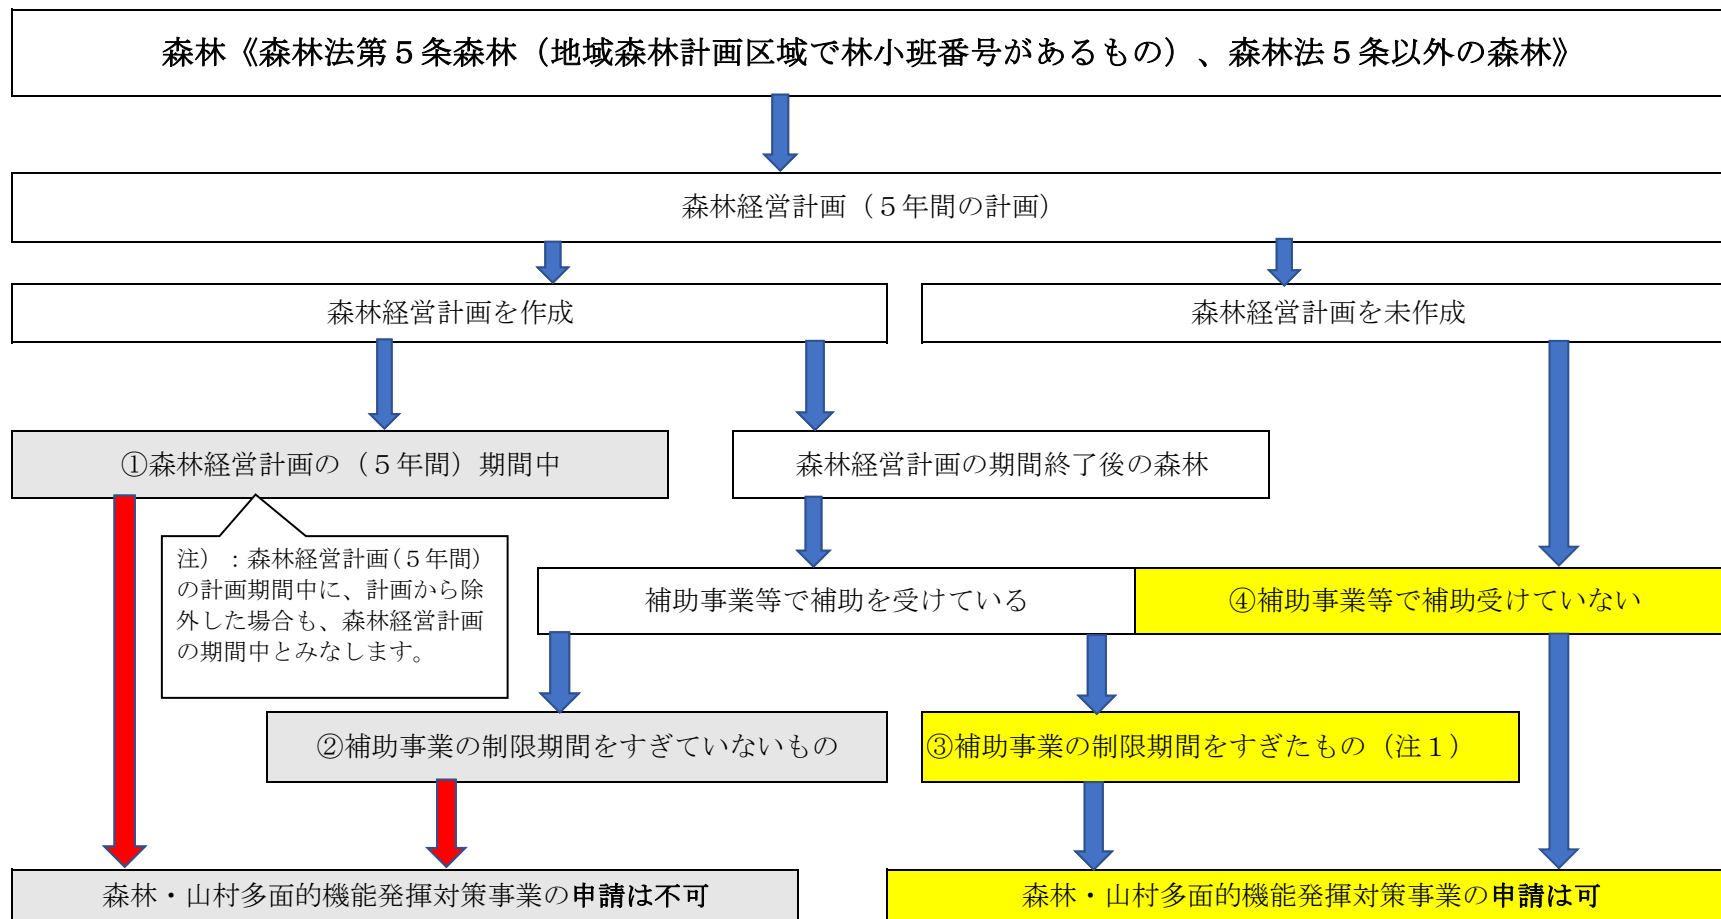 森林《森林法第５条森林（地域森林計画区域で林小班番号があるもの）、森林法５条以外の森林》
森林経営計画（５年間の計画）
森林経営計画を作成
森林経営計画を未作成
①森林経営計画の（５年間）期間中
森林経営計画の期間終了後の森林
注）：森林経営計画（５年間）
の計画期間中に、計画から除
外した場合も、森林経営計画
の期間中とみなします。
補助事業等で補助を受けている
④補助事業等で補助受けていない
②補助事業の制限期間をすぎていないもの
③補助事業の制限期間をすぎたもの（注１）
森林・山村多面的機能発揮対策事業の申請は不可
森林・山村多面的機能発揮対策事業の申請は可